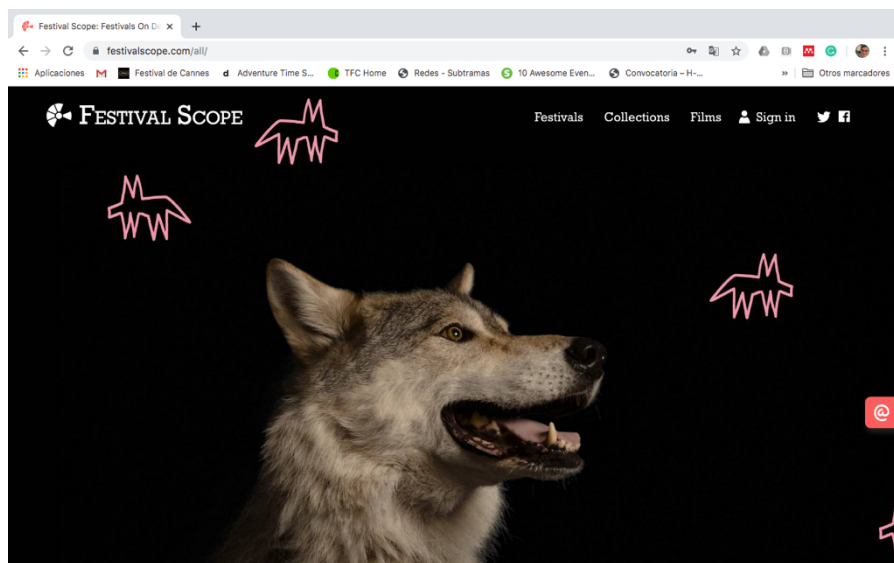 Festival Scope: Festivals On De
festivalscope.com/all/
Aplicaciones Festival de Cannes Adventure Time S... TFC Home Redes - Subtramas 10 Awesome Even... Convocatoria – H-... » Otros marcadores
FESTIVAL SCOPE Festivals Collections Films Sign in
@